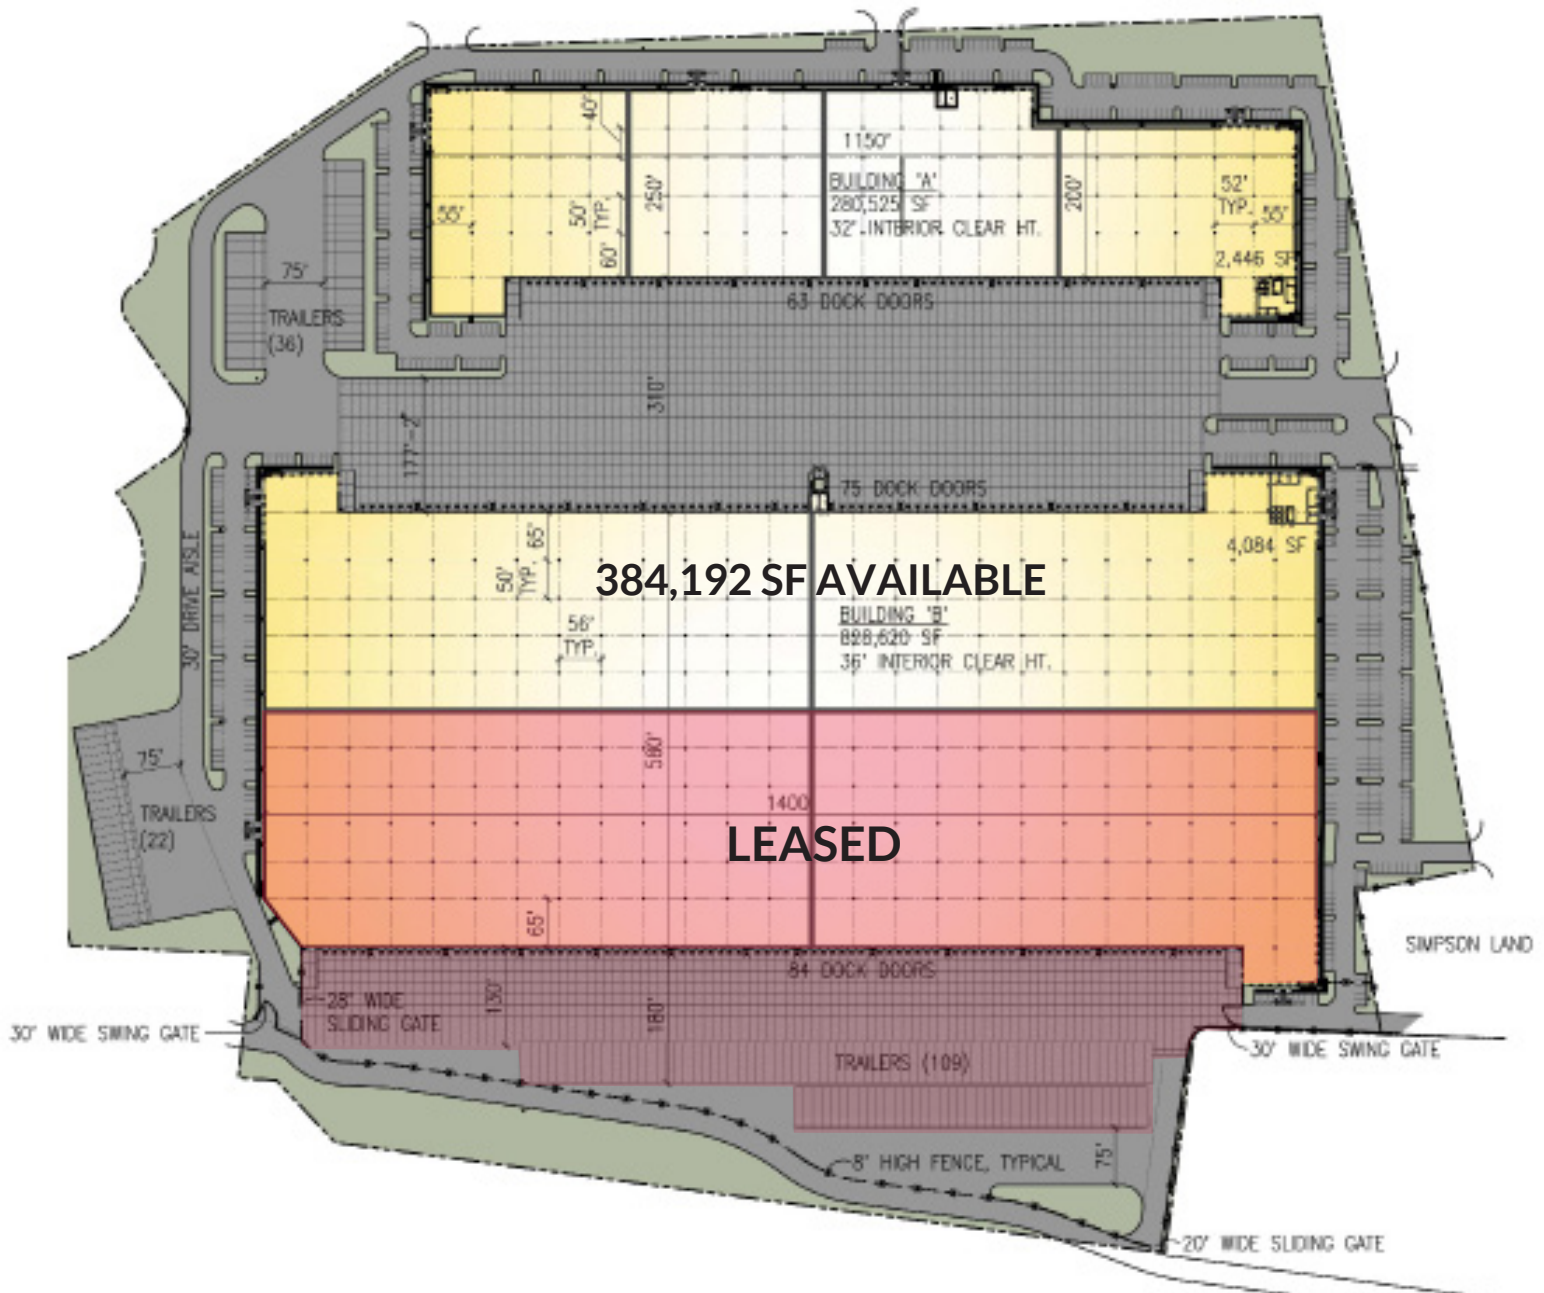 40'
1150'
BUILDING 'A'
280,525 SF
32' INTERIOR CLEAR HT.
250'
200'
52'
TYP.
55'
55'
50'
TYP.
60'
2,446 SF
75'
TRAILERS
(36)
63 DOCK DOORS
310'
177'-2"
75 DOCK DOORS
4,084 SF
30' DRIVE AISLE
65'
50'
TYP.
384,192 SF AVAILABLE
BUILDING 'B'
828,620 SF
36' INTERIOR CLEAR HT.
56'
TYP.
580'
75'
TRAILERS
(22)
1400
LEASED
65'
SIMPSON LAND
84 DOCK DOORS
28' WIDE
SLIDING GATE
130'
180'
30' WIDE SWING GATE
30' WIDE SWING GATE
TRAILERS (109)
8' HIGH FENCE, TYPICAL
75'
20' WIDE SLIDING GATE